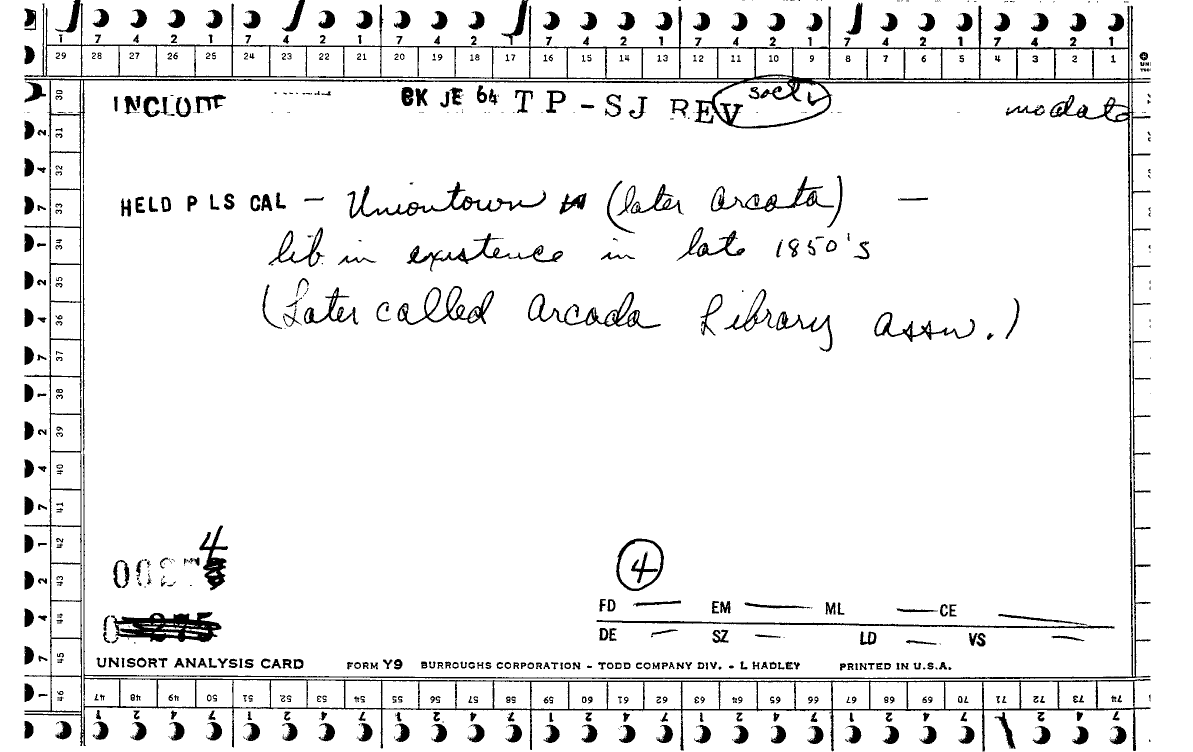 1 7 4 2 1 7 4 2 1 7 4 2 1 7 4 2 1 7 4 2 1 7 4 2 1 7 4 2 1
29 28 27 26 25 24 23 22 21 20 19 18 17 16 15 14 13 12 11 10 9 8 7 6 5 4 3 2 1
INCLUDE BK JE 64 TP-SJ REV socl no date
HELD P LS CAL - Uniontown (later Arcata) -
lib in existence in late 1850's
(Later called Arcada Library Assn.)
30
31
32
33
34
35
36
37
38
39
40
41
42
43
44
45
46
4
0027
4
0 275
FD EM ML CE
DE SZ LD VS
UNISORT ANALYSIS CARD FORM Y9 BURROUGHS CORPORATION - TODD COMPANY DIV. - L HADLEY PRINTED IN U.S.A.
47 48 49 50 51 52 53 54 55 56 57 58 59 60 61 62 63 64 65 66 67 68 69 70 71 72 73 74
1 2 4 7 1 2 4 7 1 2 4 7 1 2 4 7 1 2 4 7 1 2 4 7 1 2 4 7